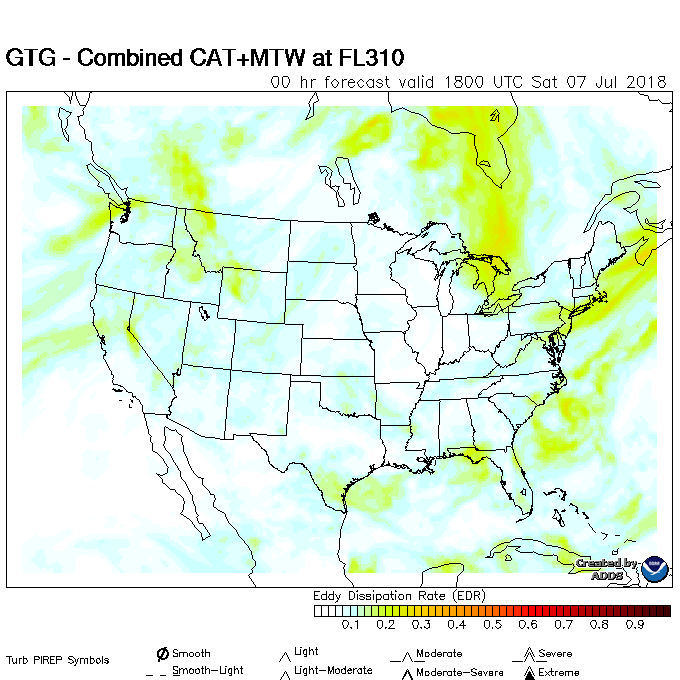 GTG - Combined CAT+MTW at FL310
00 hr forecast valid 1800 UTC Sat 07 Jul 2018
Created by
ADDS
Eddy Dissipation Rate (EDR)
0.1 0.2 0.3 0.4 0.5 0.6 0.7 0.8 0.9
Turb PIREP Symbols
Smooth Light Moderate Severe
Smooth-Light Light-Moderate Moderate-Severe Extreme